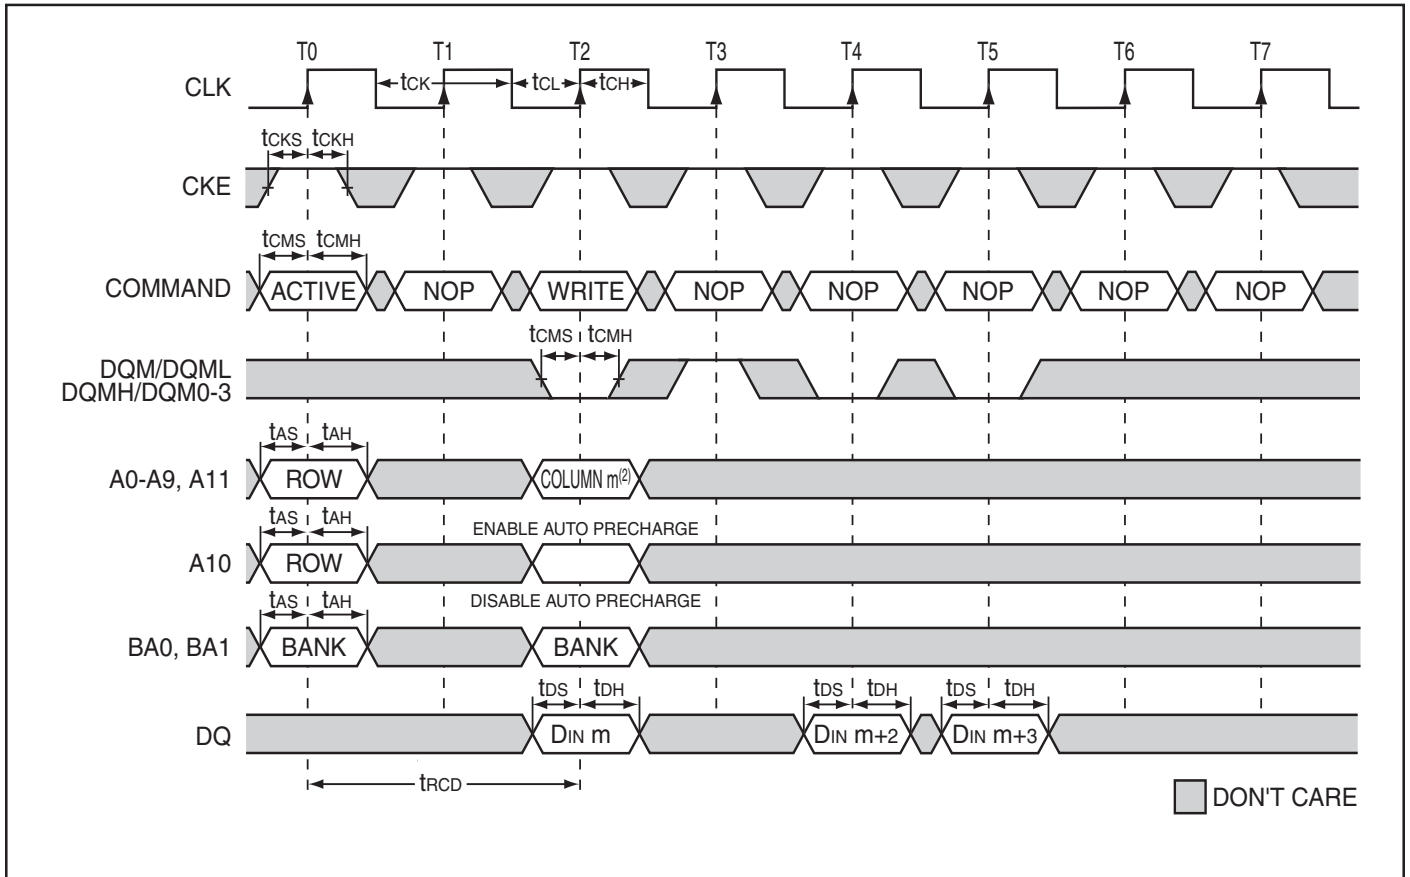 T0 T1 T2 T3 T4 T5 T6 T7
CLK tCK tCL tCH
tCKS tCKH
CKE
tCMS tCMH
COMMAND ACTIVE NOP WRITE NOP NOP NOP NOP NOP
tCMS tCMH
DQM/DQML
DQMH/DQM0-3
tAS tAH
A0-A9, A11 ROW COLUMN m(2)
tAS tAH ENABLE AUTO PRECHARGE
A10 ROW
tAS tAH DISABLE AUTO PRECHARGE
BA0, BA1 BANK BANK
tDS tDH tDS tDH tDS tDH
DQ DIN m DIN m+2 DIN m+3
tRCD
DON'T CARE